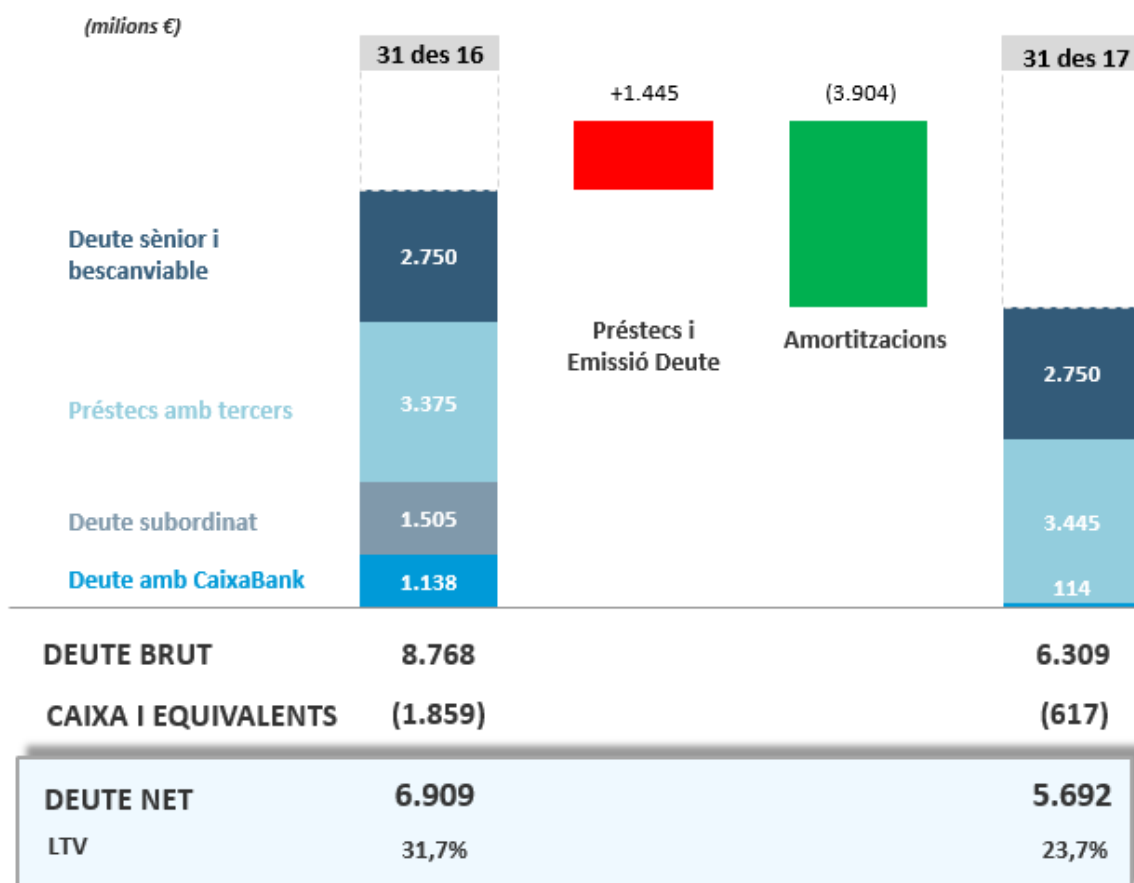 (milions €)
31 des 16
31 des 17
+1.445
(3.904)
Deute sènior i
bescanviable
2.750
Préstecs i
Emissió Deute
Amortitzacions
2.750
Préstecs amb tercers
3.375
Deute subordinat
1.505
3.445
Deute amb CaixaBank
1.138
114
DEUTE BRUT
8.768
6.309
CAIXA I EQUIVALENTS
(1.859)
(617)
DEUTE NET
6.909
5.692
LTV
31,7%
23,7%